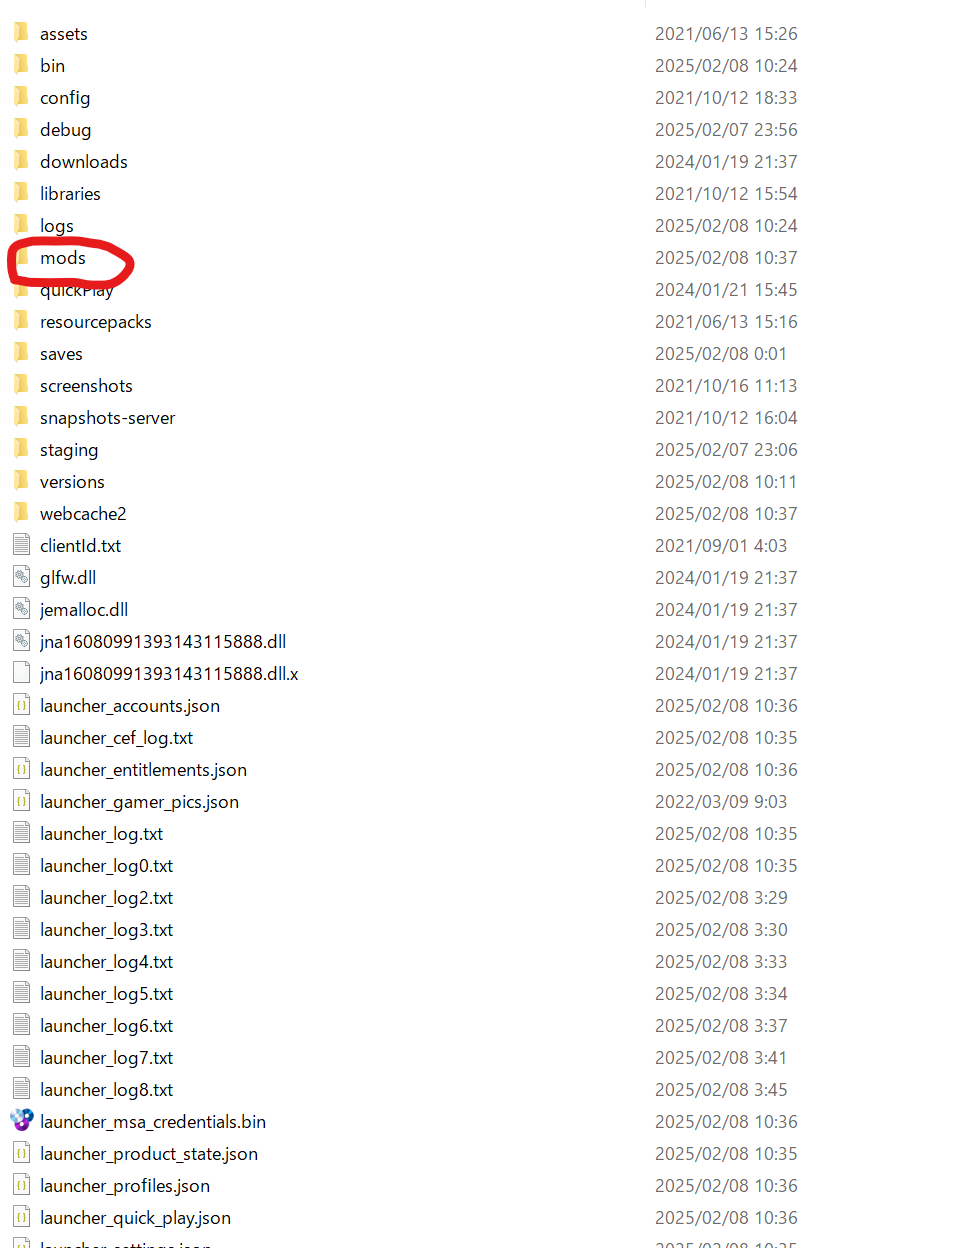 assets 2021/06/13 15:26
bin 2025/02/08 10:24
config 2021/10/12 18:33
debug 2025/02/07 23:56
downloads 2024/01/19 21:37
libraries 2021/10/12 15:54
logs 2025/02/08 10:24
mods 2025/02/08 10:37
quickPlay 2024/01/21 15:45
resourcepacks 2021/06/13 15:16
saves 2025/02/08 0:01
screenshots 2021/10/16 11:13
snapshots-server 2021/10/12 16:04
staging 2025/02/07 23:06
versions 2025/02/08 10:11
webcache2 2025/02/08 10:37
clientId.txt 2021/09/01 4:03
glfw.dll 2024/01/19 21:37
jemalloc.dll 2024/01/19 21:37
jna16080991393143115888.dll 2024/01/19 21:37
jna16080991393143115888.dll.x 2024/01/19 21:37
launcher_accounts.json 2025/02/08 10:36
launcher_cef_log.txt 2025/02/08 10:35
launcher_entitlements.json 2025/02/08 10:36
launcher_gamer_pics.json 2022/03/09 9:03
launcher_log.txt 2025/02/08 10:35
launcher_log0.txt 2025/02/08 10:35
launcher_log2.txt 2025/02/08 3:29
launcher_log3.txt 2025/02/08 3:30
launcher_log4.txt 2025/02/08 3:33
launcher_log5.txt 2025/02/08 3:34
launcher_log6.txt 2025/02/08 3:37
launcher_log7.txt 2025/02/08 3:41
launcher_log8.txt 2025/02/08 3:45
launcher_msa_credentials.bin 2025/02/08 10:36
launcher_product_state.json 2025/02/08 10:35
launcher_profiles.json 2025/02/08 10:36
launcher_quick_play.json 2025/02/08 10:36
launcher_settings.json 2025/02/08 10:35